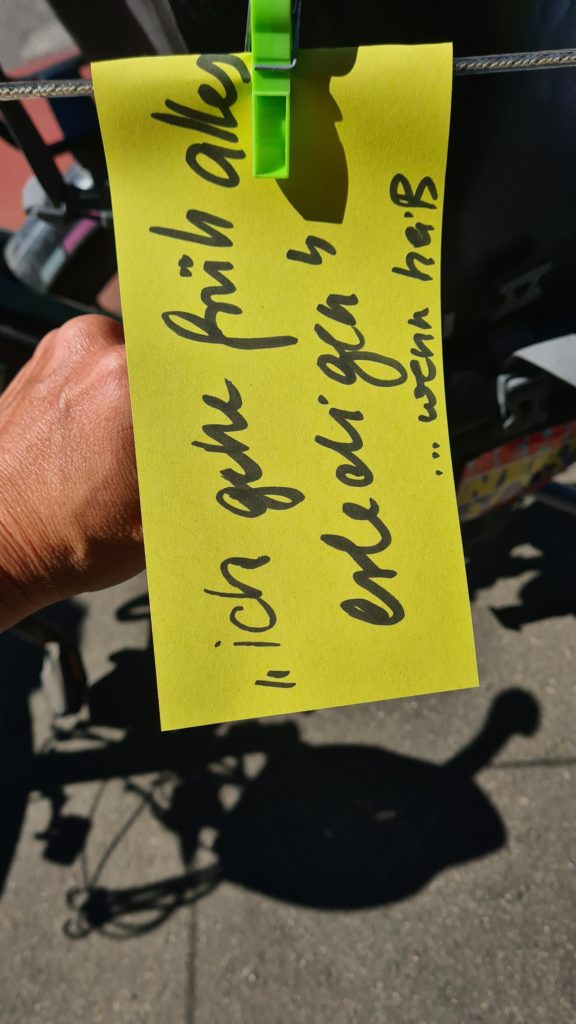 „ich gehe früh alles
erledigen"
... wenn heiß